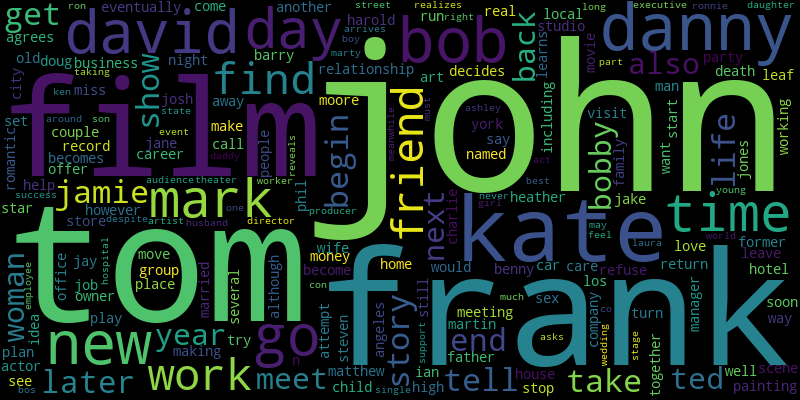 ron eventually come another street realizes executive ronnie daughter
get david day bob danny
agrees harold run right local long
old doug business night barry arrives boy real studio
film show find back also movie part party
city taking miss josh away relationship marty decides learns death leaf
ken state art man
set around son event make moore john including visit want start working
romantic couple record jane call people york say must ashley named
becomes career daddy reveals meanwhile family life jones
offer friend begin bobby act
help audience theater phil best young
success jamie mark worker charlie heather jake time
star however artist one producer never girl may feel world
store despite husband director wife next laura love former
tom move office jay hospital although money home would benny car care refuse return leave
woman employee group place married several become con much sex los hotel
job owner frank kate company turn manager soon
idea new play year go story still meeting co wedding together way
try attempt angeles martin end asks stage
plan making n steven support father
actor work meet matthew ian tell house take ted well scene
see bos later child single high stop painting